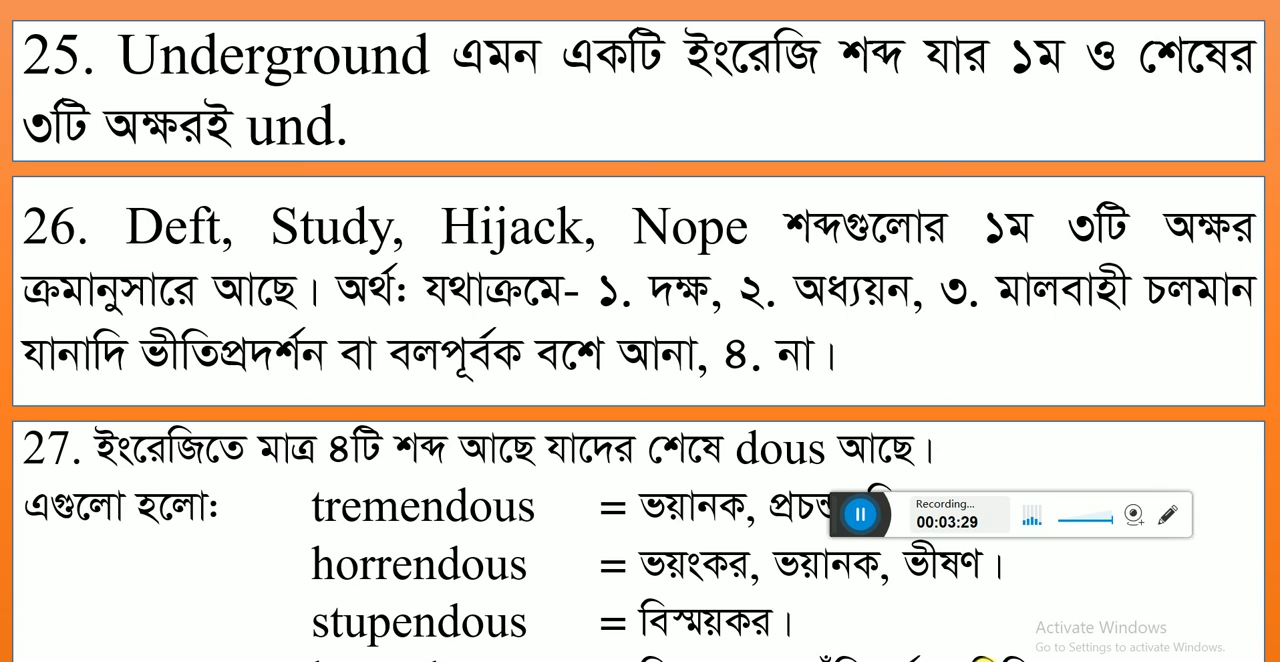 25. Underground এমন একটি ইংরেজি শব্দ যার ১ম ও শেষের
৩টি অক্ষরই und.
26. Deft, Study, Hijack, Nope শব্দগুলোর ১ম ৩টি অক্ষর
ক্রমানুসারে আছে। অর্থ: যথাক্রমে- ১. দক্ষ, ২. অধ্যয়ন, ৩. মালবাহী চলমান
যানাদি ভীতিপ্রদর্শন বা বলপূর্বক বশে আনা, ৪. না।
27. ইংরেজিতে মাত্র ৪টি শব্দ আছে যাদের শেষে dous আছে।
এগুলো হলো: tremendous = ভয়ানক,
Recording...
00:03:29
horrendous = ভয়ংকর, ভয়ানক, ভীষণ।
stupendous = বিস্ময়কর।
Activate Windows
Go to Settings to activate Windows.